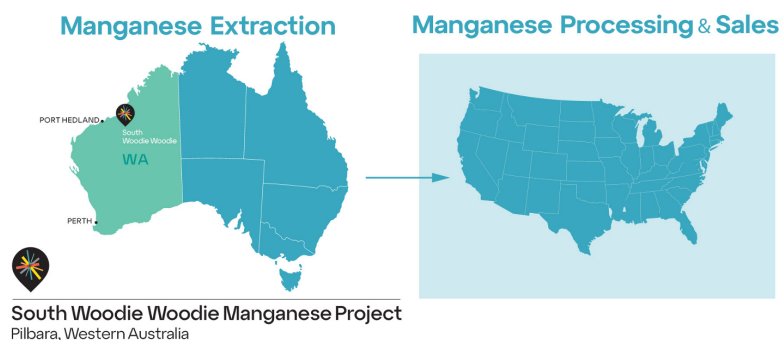 Manganese Extraction
Manganese Processing & Sales
PORT HEDLAND
South
Woodie Woodie
WA
PERTH
South Woodie Woodie Manganese Project
Pilbara, Western Australia